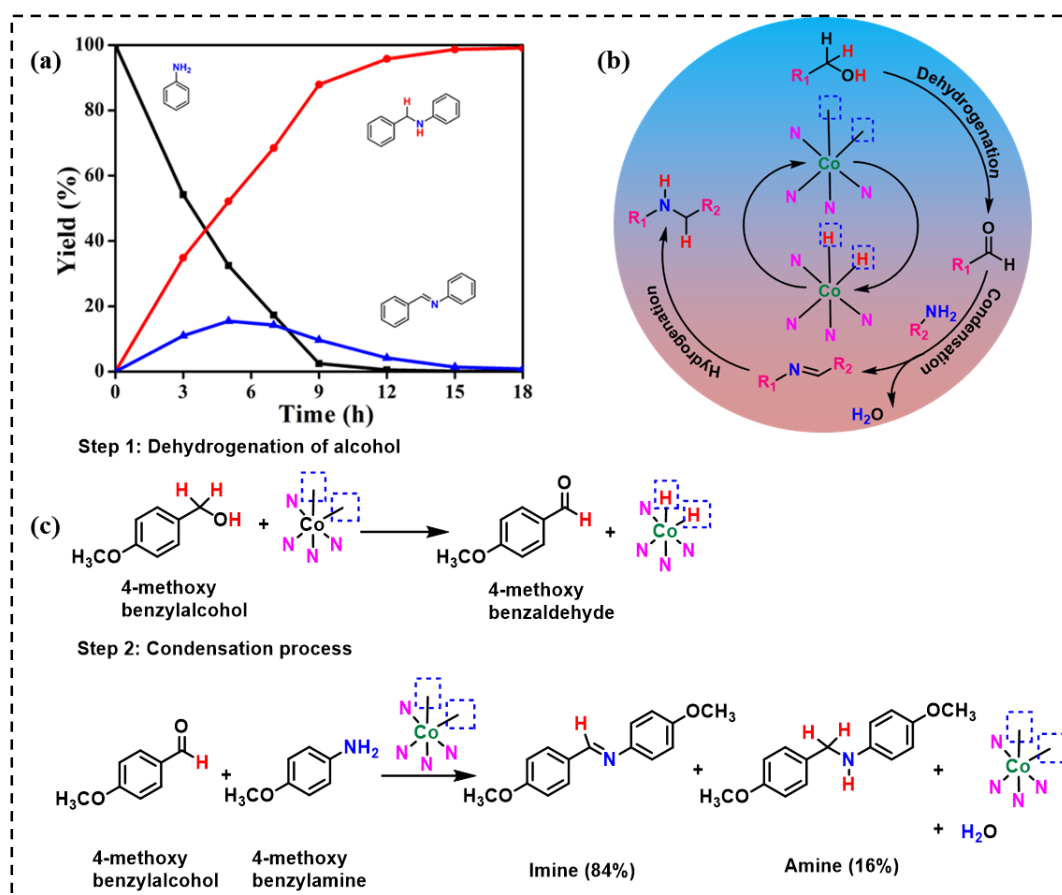 (a)
100
80
60
40
20
0
Yield (%)
0 3 6 9 12 15 18
Time (h)
NH2
H
N
H
N
(b)
H
H
R1
OH
Dehydrogenation
N
Co
N
N
N
H
H
N
Co
N
N
N
O
R1
H
R2
NH2
Condensation
H2O
R1
N
R2
Hydrogenation
H
N
R1
R2
H
Step 1: Dehydrogenation of alcohol
(c)
H H
OH
H3CO
+
N
Co
N
N
N
O
H
H3CO
+
H
H
N
Co
N
N
N
4-methoxy
benzylalcohol
4-methoxy
benzaldehyde
Step 2: Condensation process
O
H
H3CO
+
NH2
H3CO
N
Co
N
N
N
H
N
OCH3
H3CO
+
H H
N
H
OCH3
H3CO
+
N
Co
N
N
N
+ H2O
4-methoxy
benzylalcohol
4-methoxy
benzylamine
Imine (84%)
Amine (16%)